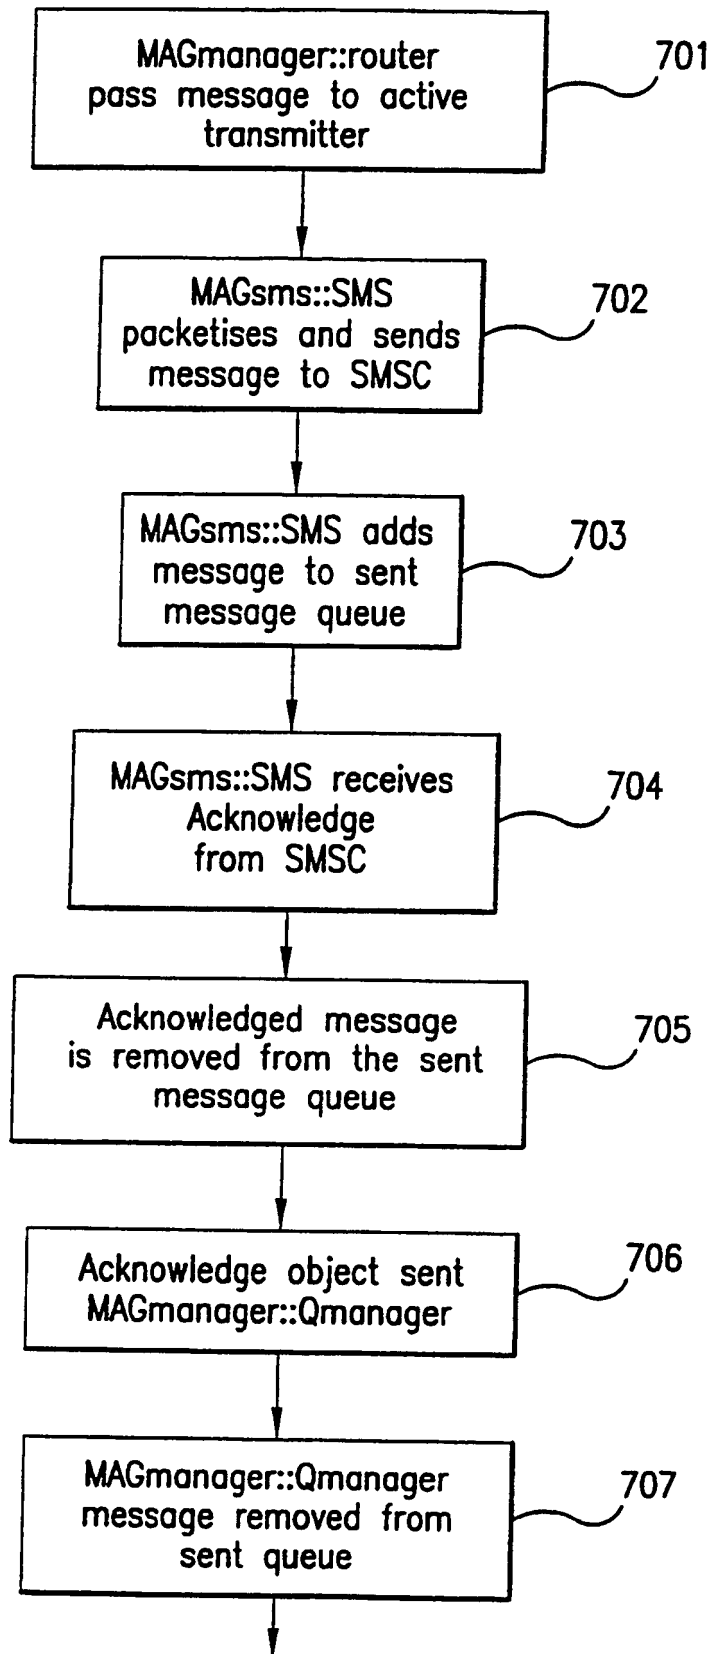 MAGmanager::router
pass message to active
transmitter
701
MAGsms::SMS
packetises and sends
message to SMSC
702
MAGsms::SMS adds
message to sent
message queue
703
MAGsms::SMS receives
Acknowledge
from SMSC
704
Acknowledged message
is removed from the sent
message queue
705
Acknowledge object sent
MAGmanager::Qmanager
706
MAGmanager::Qmanager
message removed from
sent queue
707